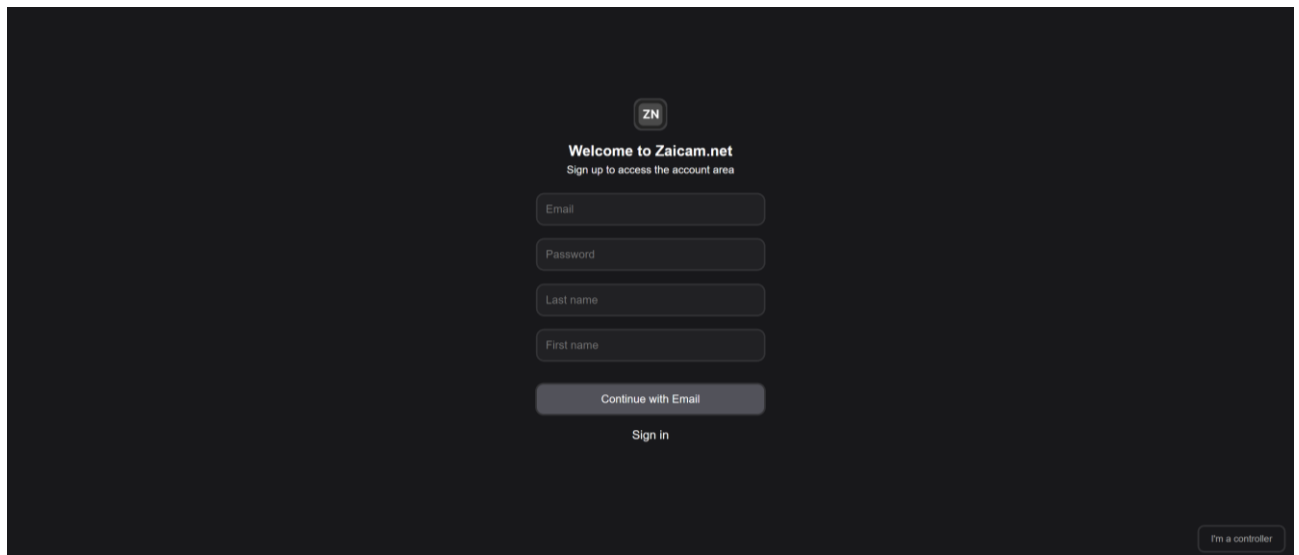 ZN
Welcome to Zaicam.net
Sign up to access the account area
Email
Password
Last name
First name
Continue with Email
Sign in
I'm a controller